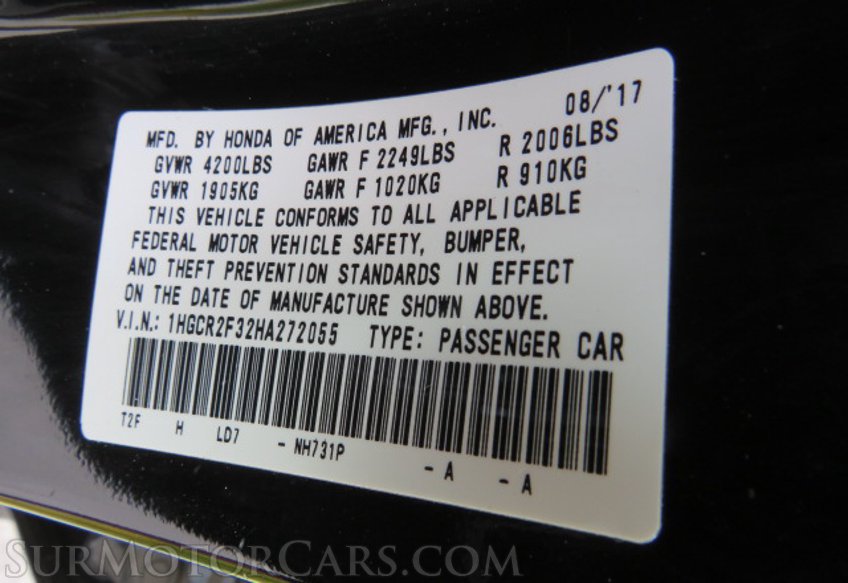 08/'17
MFD. BY HONDA OF AMERICA MFG., INC.
GVWR 4200LBS GAWR F 2249LBS R 2006LBS
GVWR 1905KG GAWR F 1020KG R 910KG
THIS VEHICLE CONFORMS TO ALL APPLICABLE
FEDERAL MOTOR VEHICLE SAFETY, BUMPER,
AND THEFT PREVENTION STANDARDS IN EFFECT
ON THE DATE OF MANUFACTURE SHOWN ABOVE.
V.I.N.: 1HGCR2F32HA272055 TYPE: PASSENGER CAR
T2F H LD7 - NH731P - A - A
SURMOTORCARS.COM